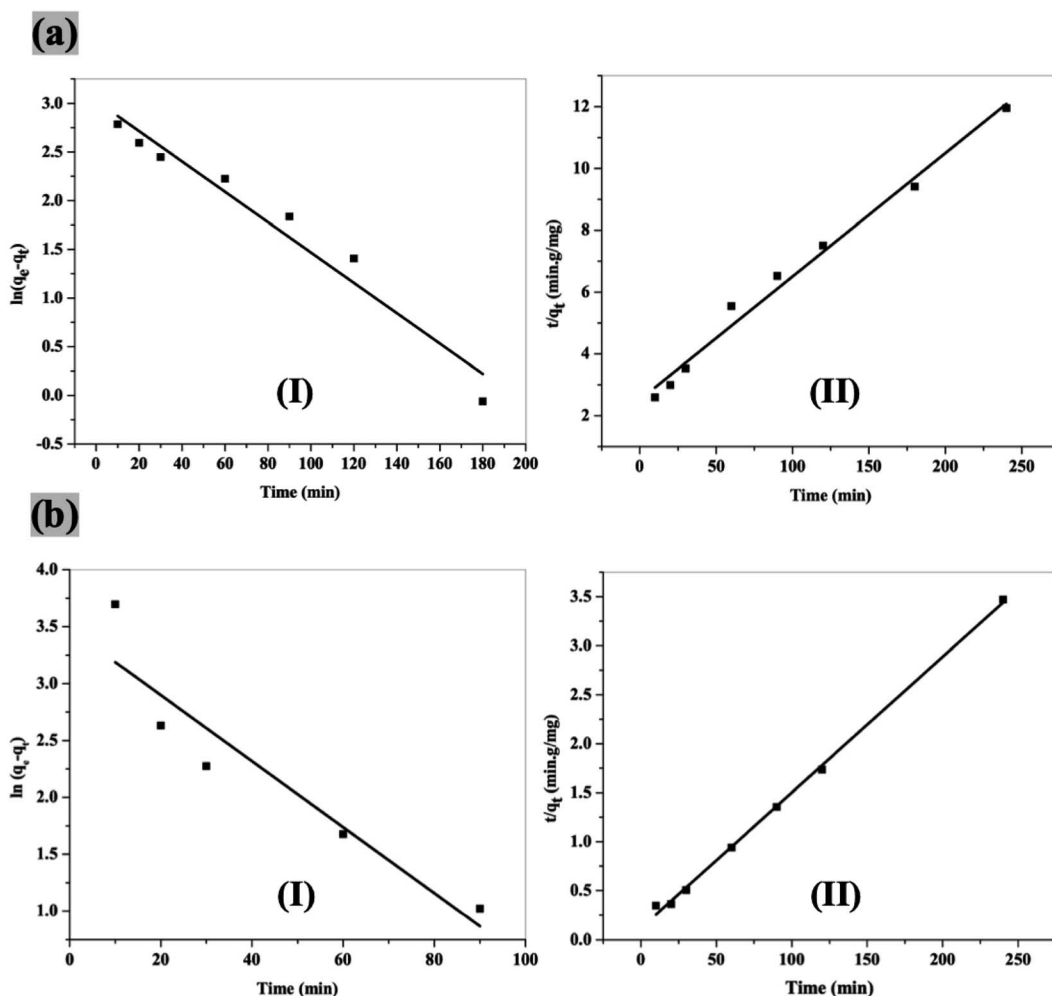 (a)
ln(qe-qt)
3.0
2.5
2.0
1.5
1.0
0.5
0.0
-0.5
0 20 40 60 80 100 120 140 160 180 200
Time (min)
(I)
t/qt (min.g/mg)
12
10
8
6
4
2
0 50 100 150 200 250
Time (min)
(II)
(b)
ln (qe-qt)
4.0
3.5
3.0
2.5
2.0
1.5
1.0
0 20 40 60 80 100
Time (min)
(I)
t/qt (min.g/mg)
3.5
3.0
2.5
2.0
1.5
1.0
0.5
0.0
0 50 100 150 200 250
Time (min)
(II)